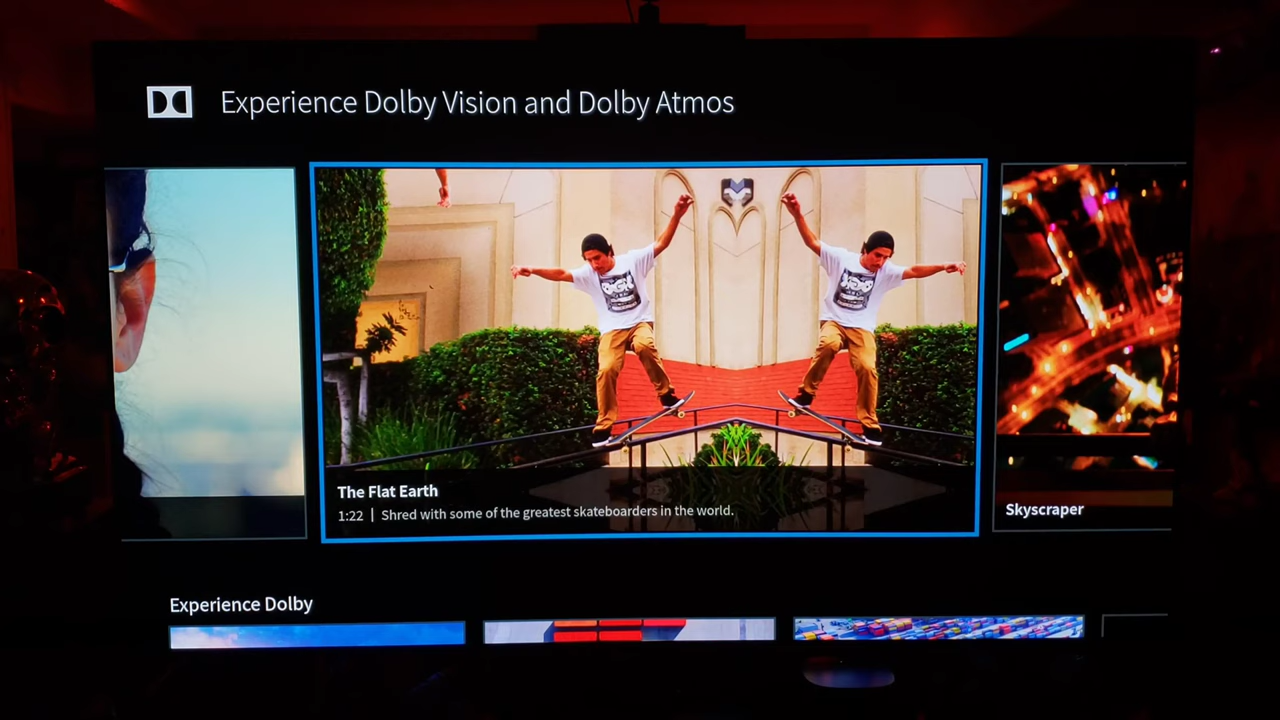 Experience Dolby Vision and Dolby Atmos
The Flat Earth
1:22 | Shred with some of the greatest skateboarders in the world.
Skyscraper
Experience Dolby